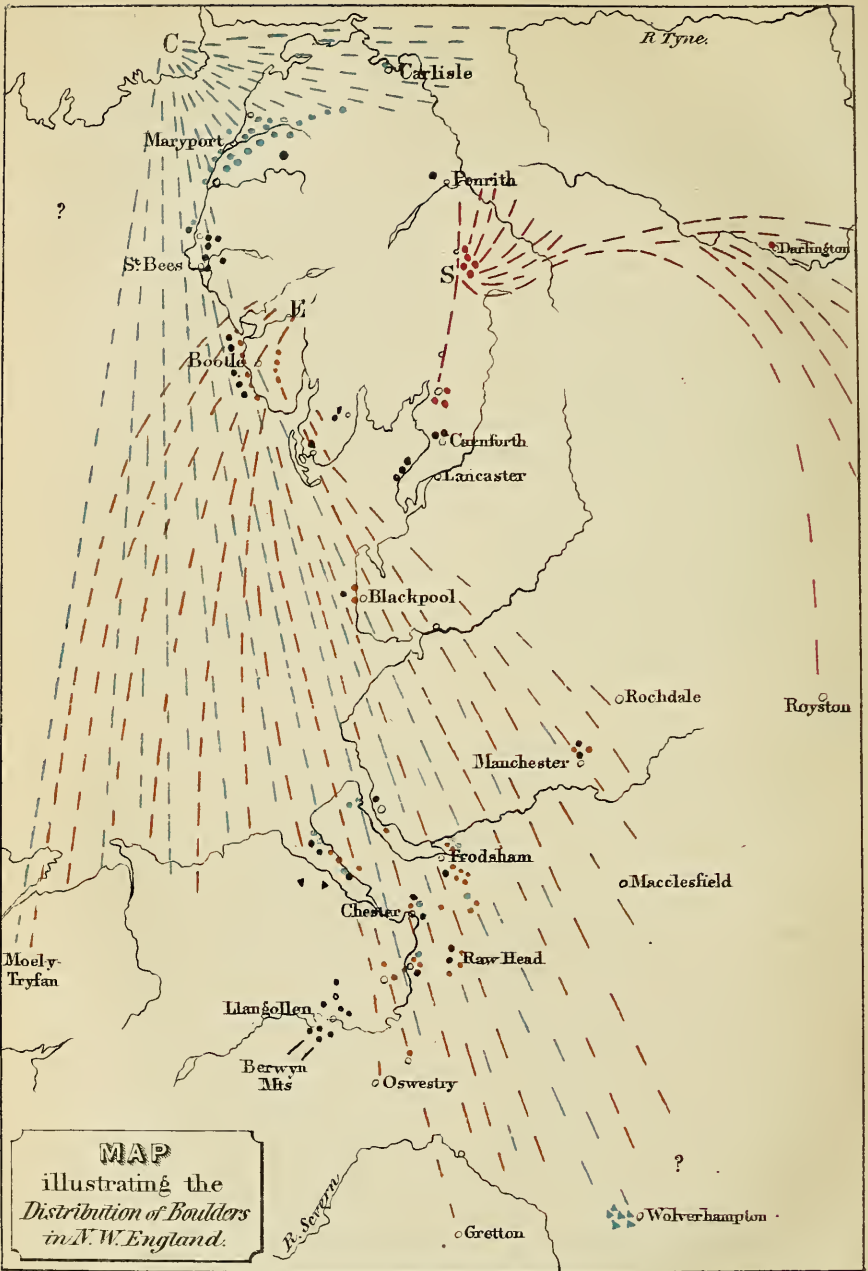 C
R Tyne.
Carlisle
Maryport
Penrith
?
Darlington
St. Bees
S
E
Bootle
Carnforth
Lancaster
Blackpool
Rochdale
Royston
Manchester
Frodsham
Macclesfield
Chester
Moely-
Tryfan
Raw Head
Llangollen
Berwyn
Mts
Oswestry
MAP
illustrating the
Distribution of Boulders
in N. W. England.
R. Severn
?
Wolverhampton
Gretton